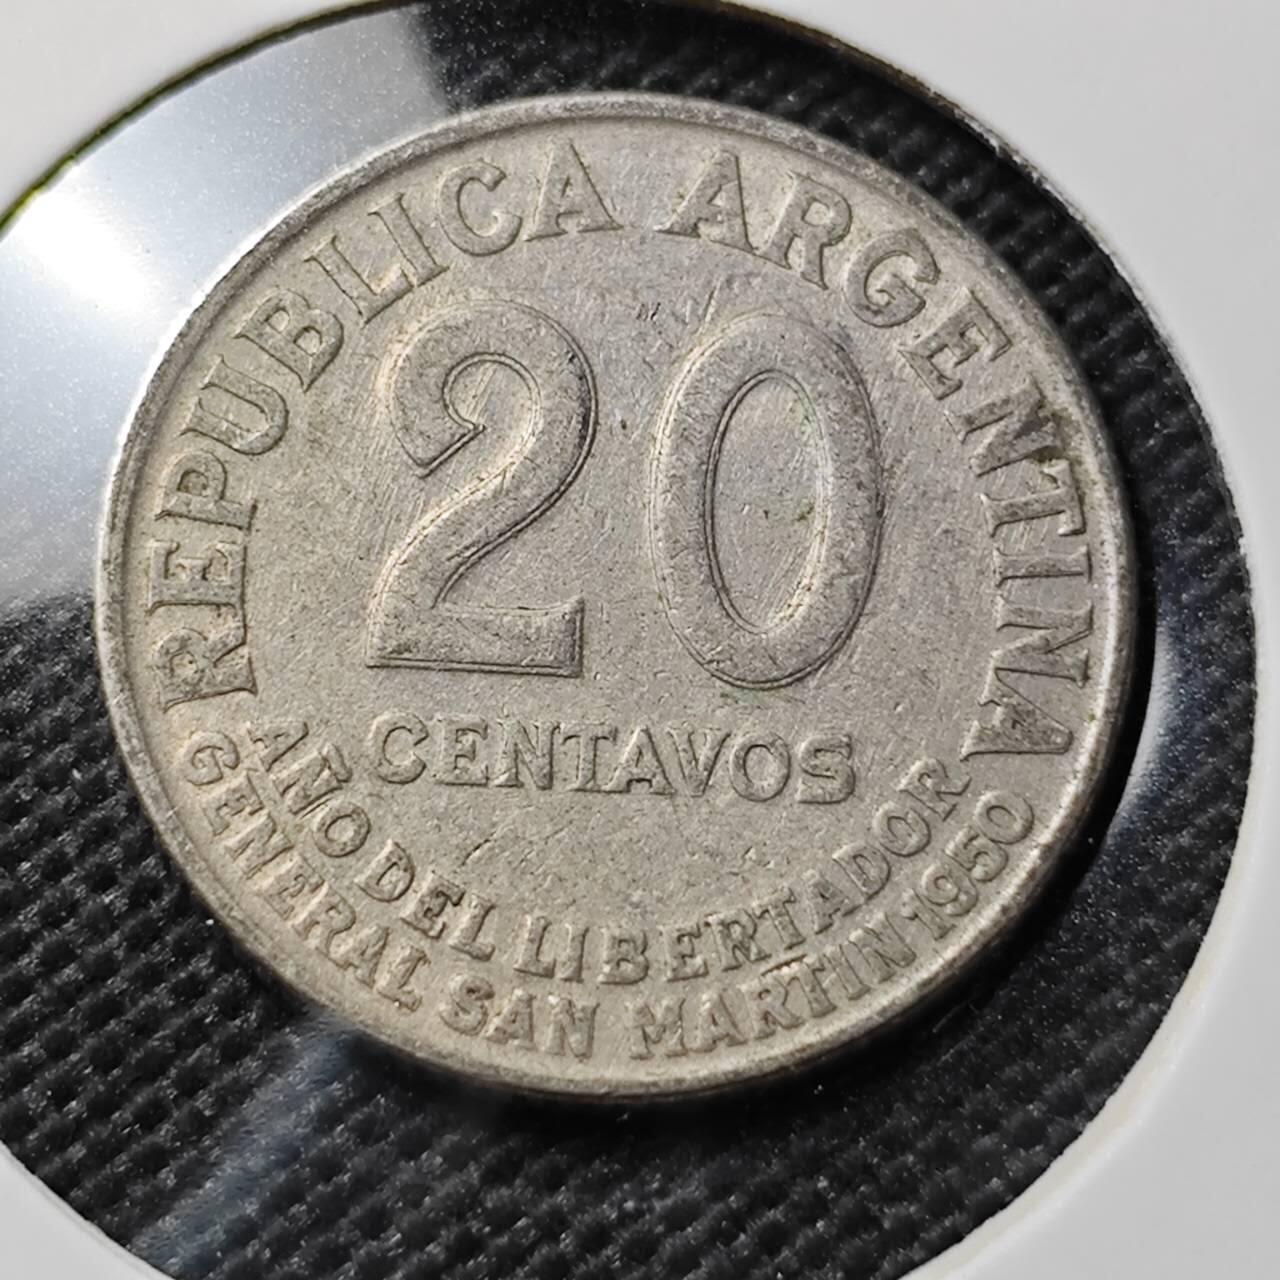 REPUBLICA ARGENTINA
20
CENTAVOS
AÑO DEL LIBERTADOR
GENERAL SAN MARTIN 1950